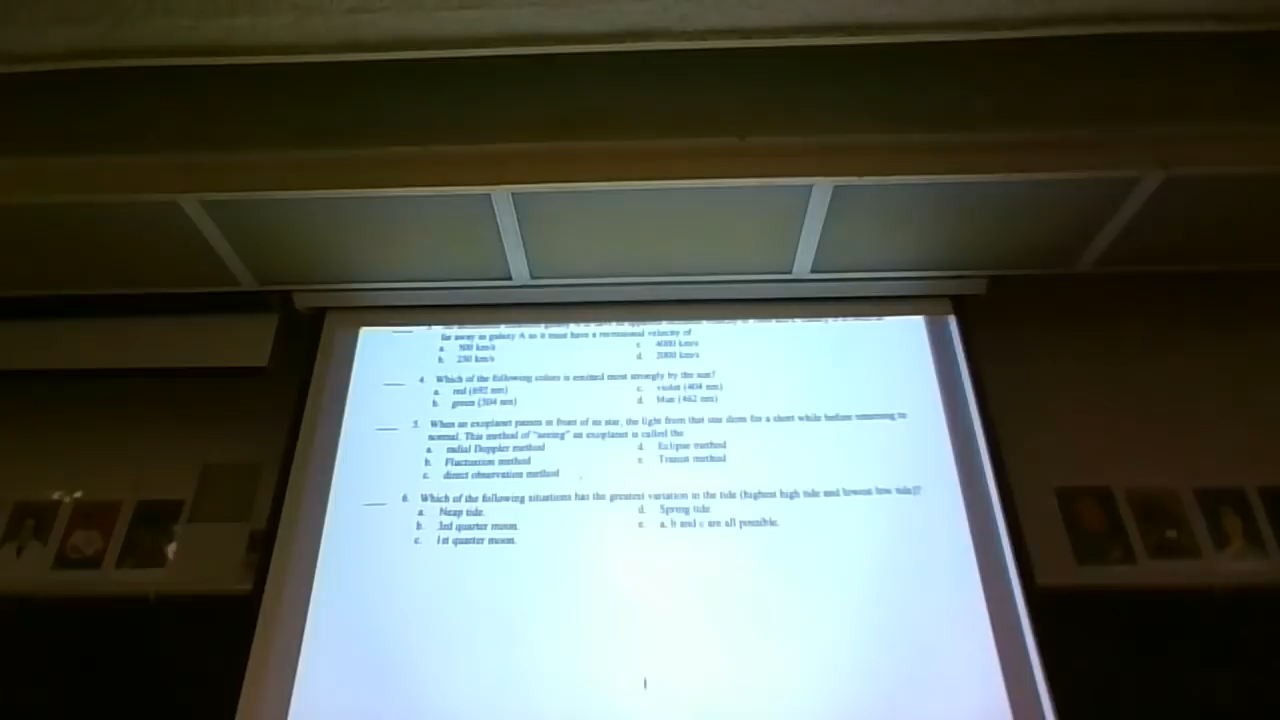 far away as galaxy A so it must have a recessional velocity of
a. 500 km/s c. 4000 km/s
b. 250 km/s d. 2000 km/s
4. Which of the following colors is emitted most strongly by the sun?
a. red (692 nm) c. violet (404 nm)
b. green (504 nm) d. blue (462 nm)
5. When an exoplanet passes in front of its star, the light from that star dims for a short while before returning to
normal. This method of "seeing" an exoplanet is called the
a. radial Doppler method d. Eclipse method
b. Fluctuation method e. Transit method
c. direct observation method
6. Which of the following situations has the greatest variation in the tide (highest high tide and lowest low tide)?
a. Neap tide. d. Spring tide
b. 3rd quarter moon. e. a, b and c are all possible.
c. 1st quarter moon.